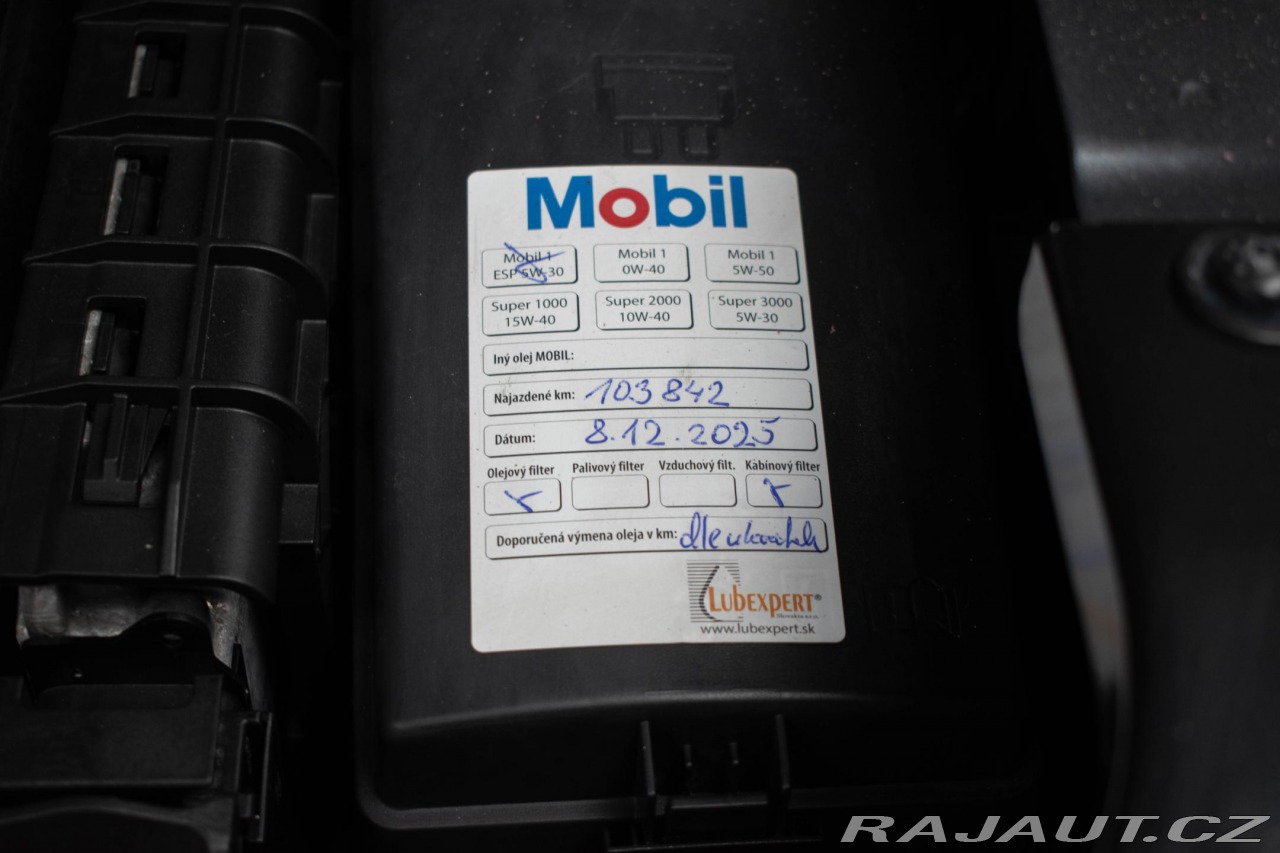 Mobil
Mobil 1 Mobil 1 Mobil 1
ESP 5W-30 0W-40 5W-50
Super 1000 Super 2000 Super 3000
15W-40 10W-40 5W-30
Iný olej MOBIL:
Najazdené km: 103 842
Dátum: 8.12.2025
Olejový filter Palivový filter Vzduchový filt. Kabínový filter
Doporučená výmena oleja v km: dle
LUBEXPERT®
Slovakia s.r.o.
www.lubexpert.sk
RAJAUT.CZ